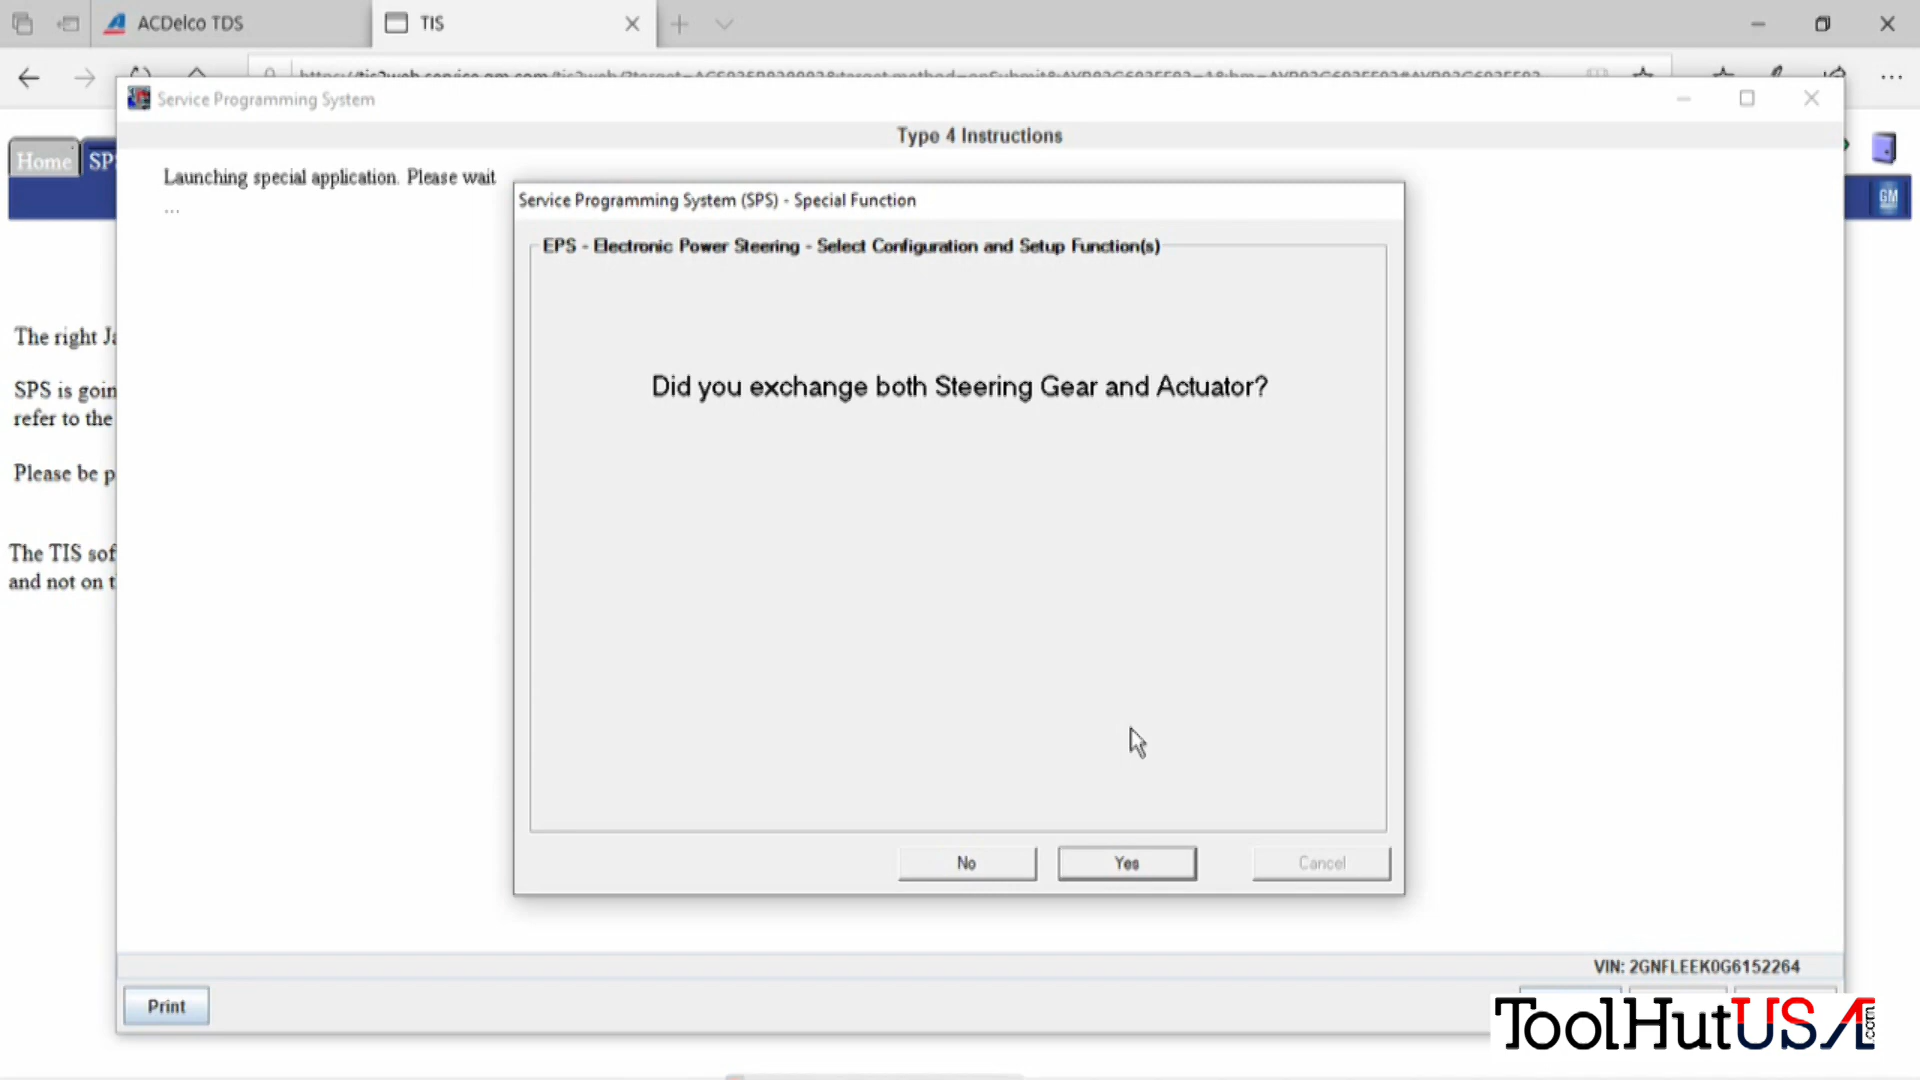 ACDelco TDS
TIS
Service Programming System
Type 4 Instructions
Home
Launching special application. Please wait
...
Service Programming System (SPS) - Special Function
GM
EPS - Electronic Power Steering - Select Configuration and Setup Function(s)
The right
Did you exchange both Steering Gear and Actuator?
SPS is
refer to the
Please be
The TIS
and not on
No
Yes
Cancel
VIN: 2GNFLEEK0G6152264
Print
ToolHutUSA.com